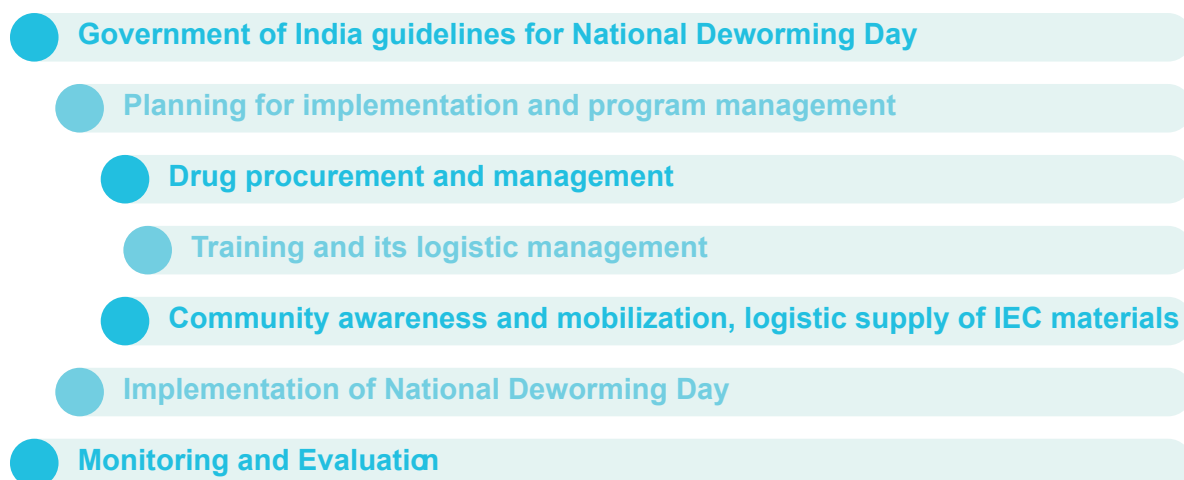 Government of India guidelines for National Deworming Day
Planning for implementation and program management
Drug procurement and management
Training and its logistic management
Community awareness and mobilization, logistic supply of IEC materials
Implementation of National Deworming Day
Monitoring and Evaluation